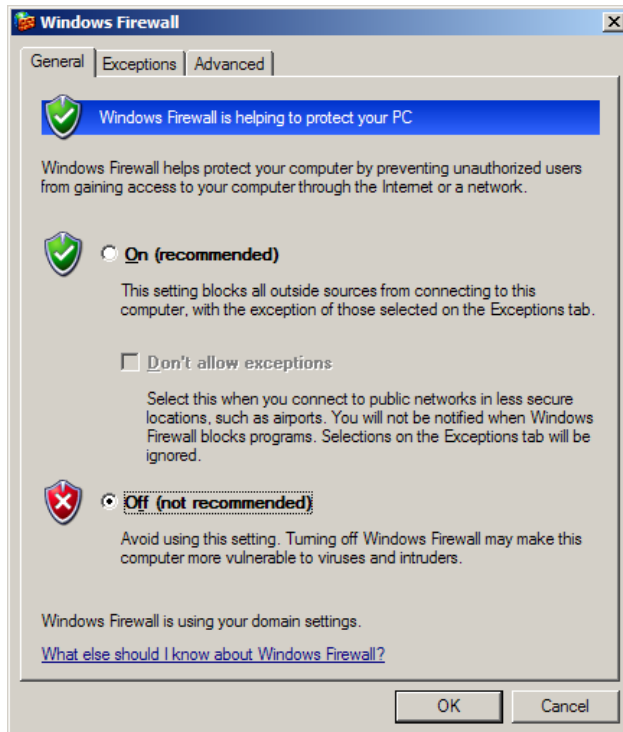 Windows Firewall
General Exceptions Advanced
Windows Firewall is helping to protect your PC
Windows Firewall helps protect your computer by preventing unauthorized users
from gaining access to your computer through the Internet or a network.
On (recommended)
This setting blocks all outside sources from connecting to this
computer, with the exception of those selected on the Exceptions tab.
Don't allow exceptions
Select this when you connect to public networks in less secure
locations, such as airports. You will not be notified when Windows
Firewall blocks programs. Selections on the Exceptions tab will be
ignored.
Off (not recommended)
Avoid using this setting. Turning off Windows Firewall may make this
computer more vulnerable to viruses and intruders.
Windows Firewall is using your domain settings.
What else should I know about Windows Firewall?
OK Cancel